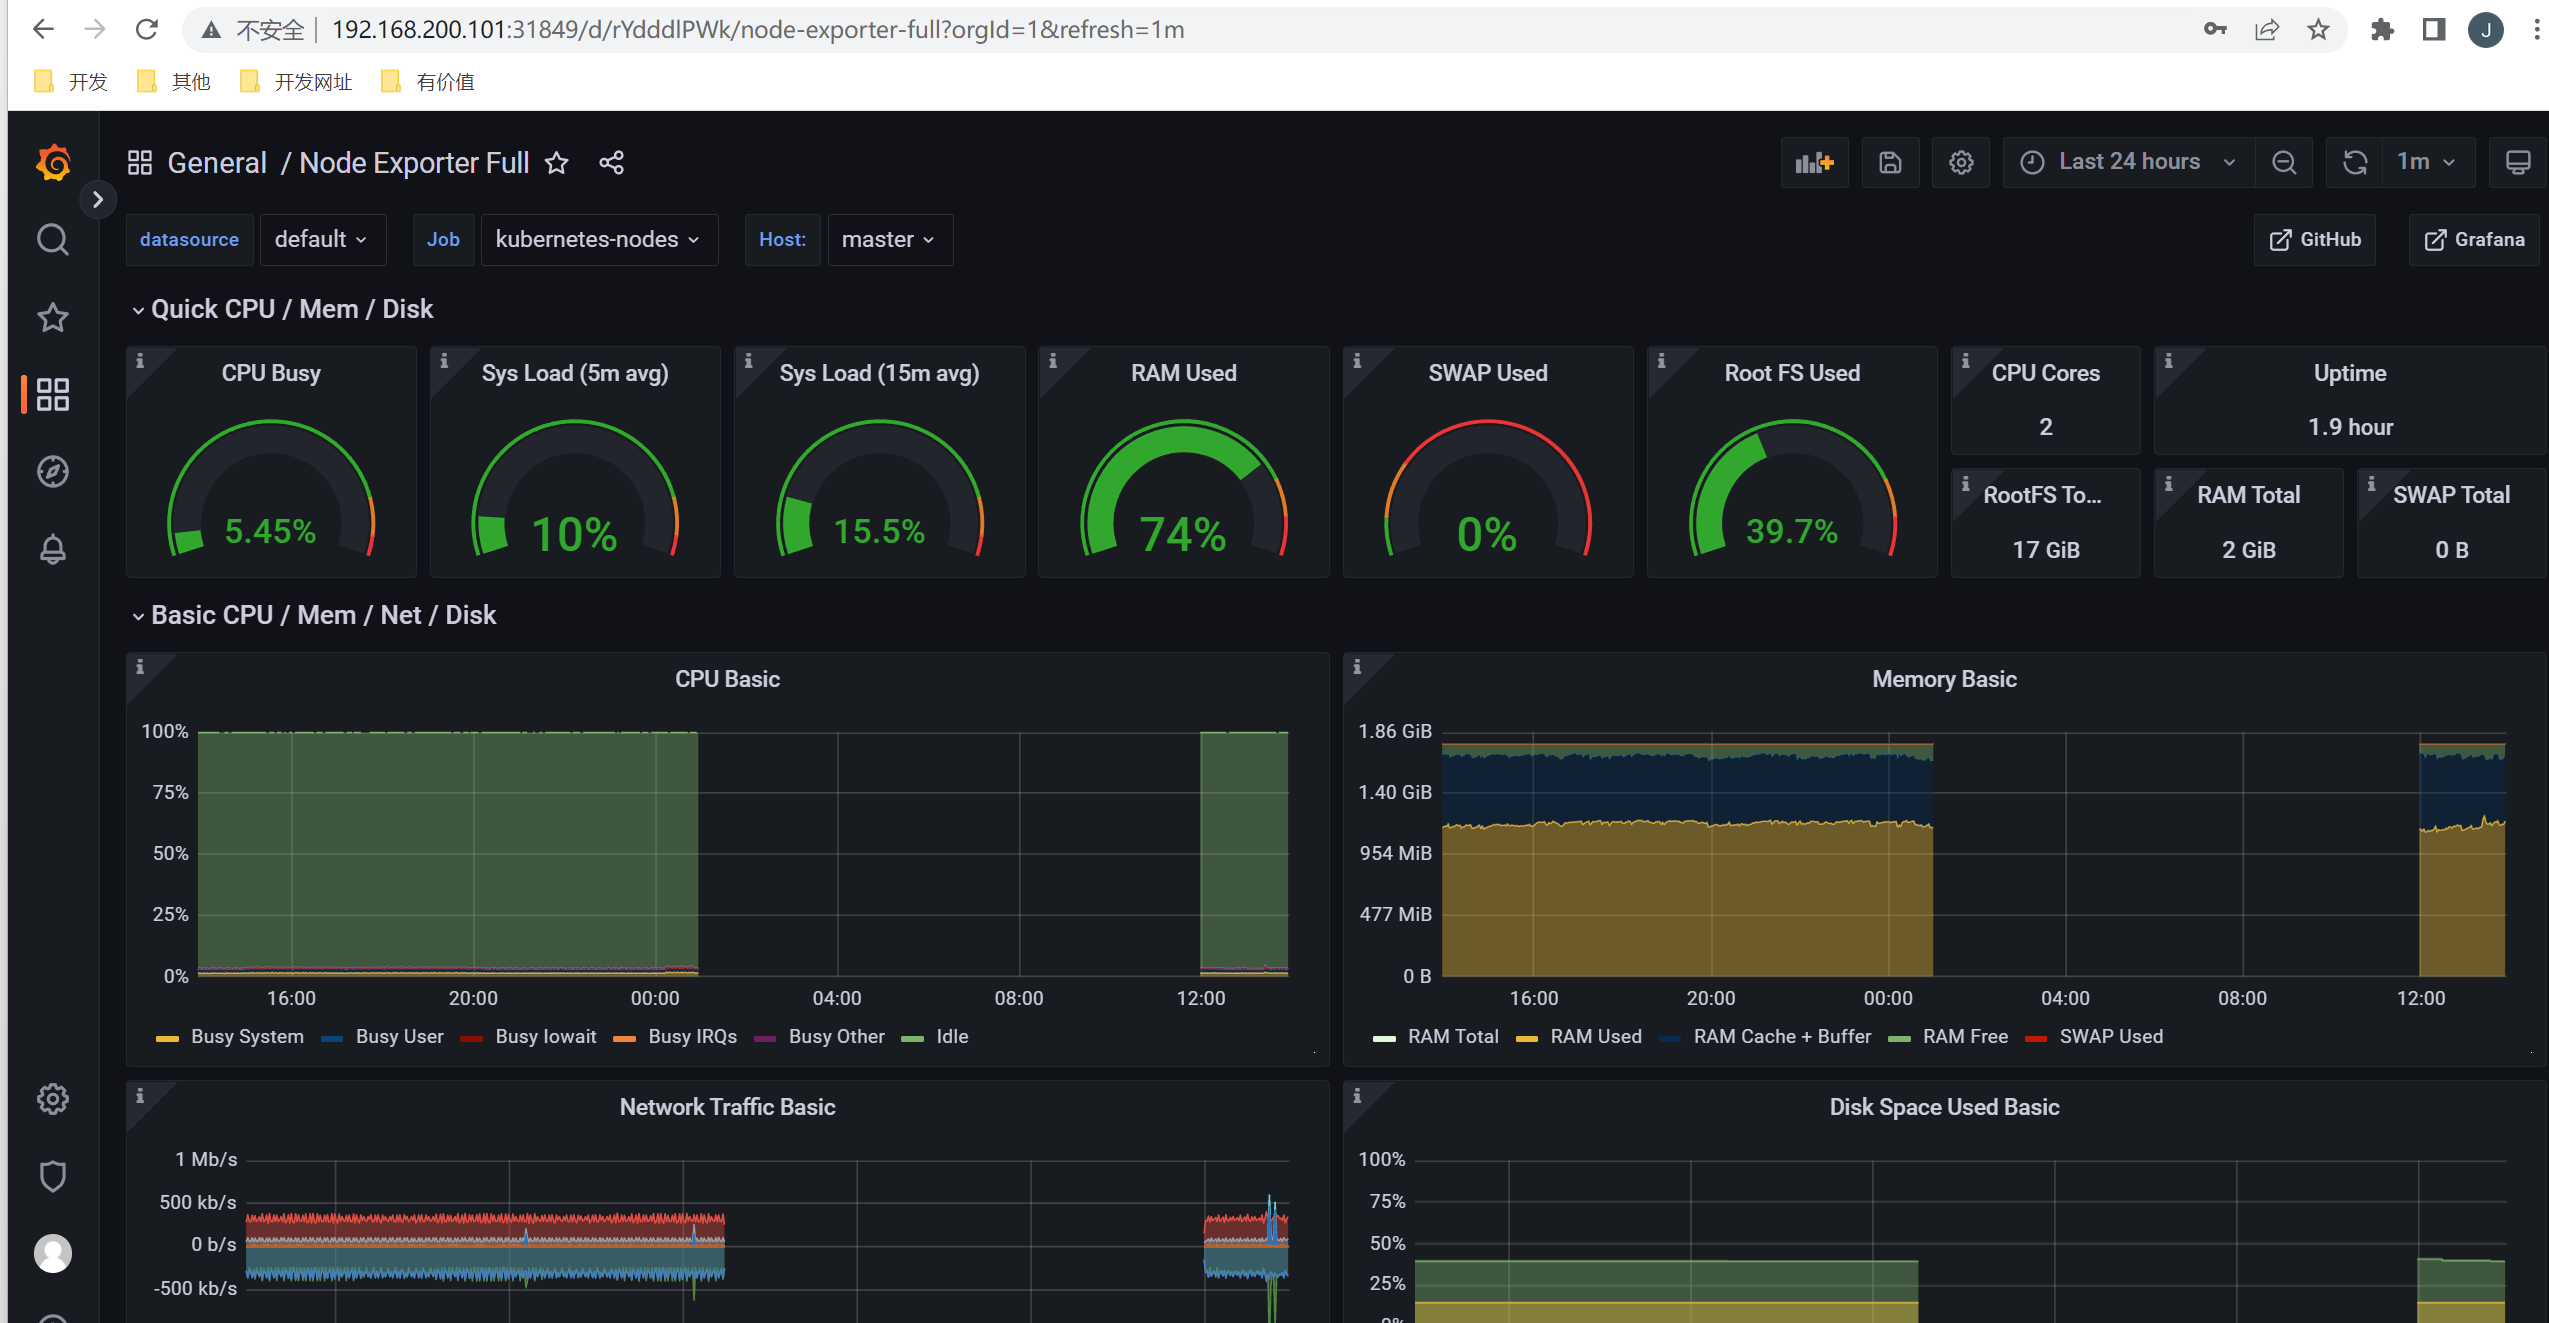 不安全 192.168.200.101:31849/d/rYdddlPWk/node-exporter-full?orgId=1&refresh=1m
J
开发 其他 开发网址 有价值
General / Node Exporter Full
Last 24 hours 1m
datasource default Job kubernetes-nodes Host: master GitHub Grafana
Quick CPU / Mem / Disk
CPU Busy
5.45%
Sys Load (5m avg)
10%
Sys Load (15m avg)
15.5%
RAM Used
74%
SWAP Used
0%
Root FS Used
39.7%
CPU Cores
2
Uptime
1.9 hour
RootFS To...
17 GiB
RAM Total
2 GiB
SWAP Total
0 B
Basic CPU / Mem / Net / Disk
CPU Basic
100%
75%
50%
25%
0%
16:00 20:00 00:00 04:00 08:00 12:00
Busy System Busy User Busy Iowait Busy IRQs Busy Other Idle
Memory Basic
1.86 GiB
1.40 GiB
954 MiB
477 MiB
0 B
16:00 20:00 00:00 04:00 08:00 12:00
RAM Total RAM Used RAM Cache + Buffer RAM Free SWAP Used
Network Traffic Basic
1 Mb/s
500 kb/s
0 b/s
-500 kb/s
Disk Space Used Basic
100%
75%
50%
25%
0%